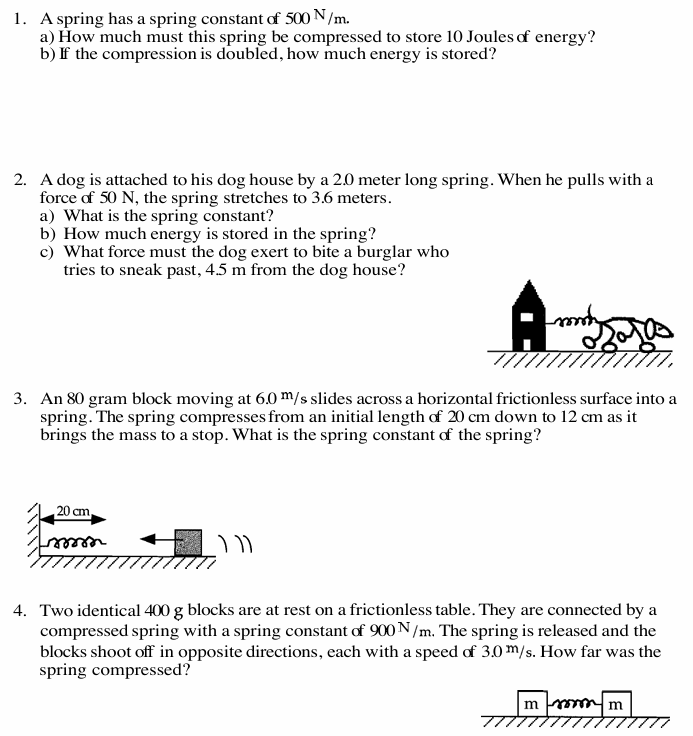 1. A spring has a spring constant of 500 N/m.
a) How much must this spring be compressed to store 10 Joules of energy?
b) If the compression is doubled, how much energy is stored?
2. A dog is attached to his dog house by a 2.0 meter long spring. When he pulls with a
force of 50 N, the spring stretches to 3.6 meters.
a) What is the spring constant?
b) How much energy is stored in the spring?
c) What force must the dog exert to bite a burglar who
tries to sneak past, 4.5 m from the dog house?
3. An 80 gram block moving at 6.0 m/s slides across a horizontal frictionless surface into a
spring. The spring compresses from an initial length of 20 cm down to 12 cm as it
brings the mass to a stop. What is the spring constant of the spring?
20 cm
4. Two identical 400 g blocks are at rest on a frictionless table. They are connected by a
compressed spring with a spring constant of 900 N/m. The spring is released and the
blocks shoot off in opposite directions, each with a speed of 3.0 m/s. How far was the
spring compressed?
m m